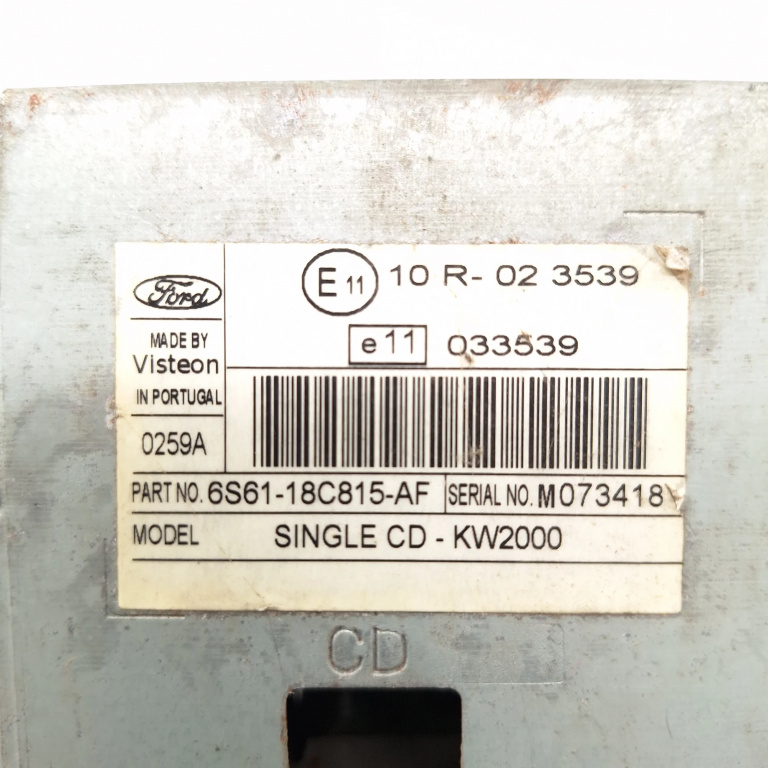 Ford
E 11 10 R- 02 3539
MADE BY
Visteon
IN PORTUGAL
e11 033539
0259A
PART NO. 6S61-18C815-AF SERIAL NO. M073418
MODEL SINGLE CD - KW2000
CD